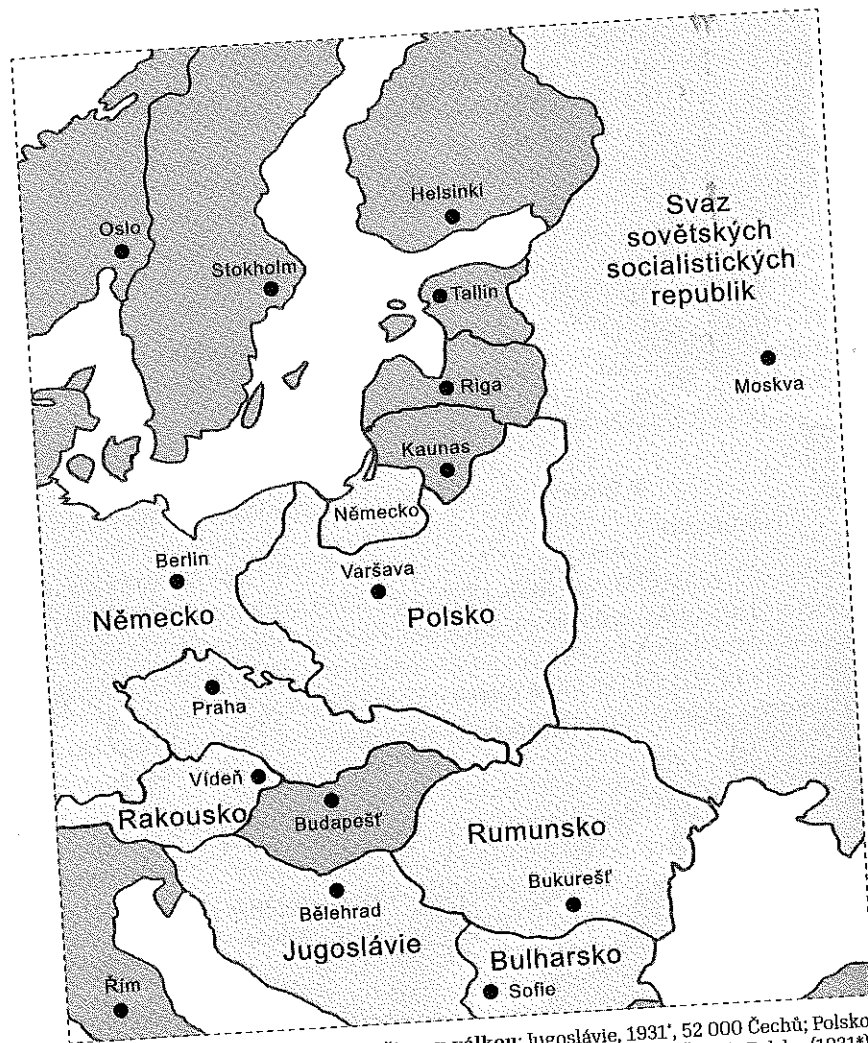 Oslo
Stokholm
Helsinki
Tallin
Riga
Kaunas
Svaz
sovětských
socialistických
republik
Moskva
Německo
Berlin
Německo
Varšava
Polsko
Praha
Vídeň
Rakousko
Budapešť
Rumunsko
Bukurešť
Bělehrad
Jugoslávie
Bulharsko
Sofie
Řím
válkou: Jugoslávie, 1931*, 52 000 Čechů; Polsko